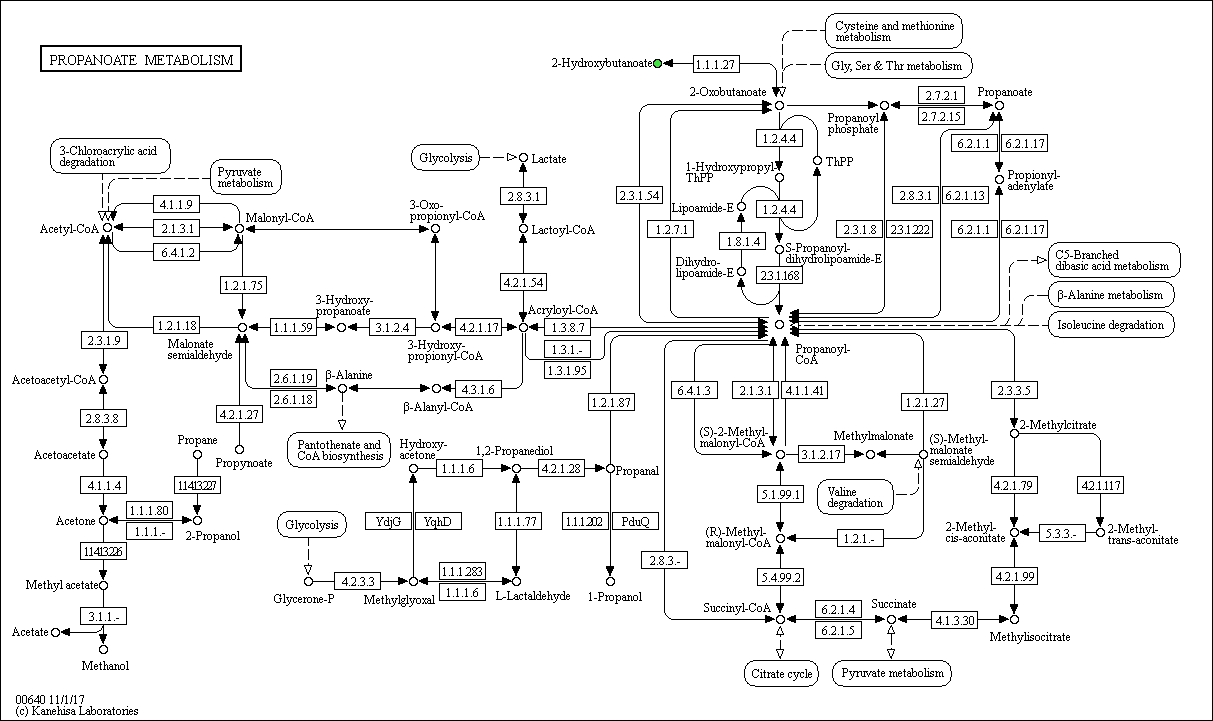 PROPANOATE METABOLISM
Cysteine and methionine
metabolism
Gly, Ser & Thr metabolism
2-Hydroxybutanoate
1.1.1.27
2-Oxobutanoate
Propanoyl
phosphate
2.7.2.1
2.7.2.15
Propanoate
1.2.4.4
ThPP
1-Hydroxypropyl-
ThPP
6.2.1.1
6.2.1.17
Propionyl-
adenylate
3-Chloroacrylic acid
degradation
Pyruvate
metabolism
Glycolysis
Lactate
2.8.3.1
Lactoyl-CoA
4.2.1.54
4.1.1.9
Malonyl-CoA
Acetyl-CoA
2.1.3.1
6.4.1.2
3-Oxo-
propionyl-CoA
2.3.1.54
1.2.7.1
Lipoamide-E
1.2.4.4
1.8.1.4
S-Propanoyl-
dihydrolipoamide-E
Dihydro-
lipoamide-E
2.3.1.168
2.8.3.1
6.2.1.13
2.3.1.8
2.3.1.222
6.2.1.1
6.2.1.17
C5-Branched
dibasic acid metabolism
β-Alanine metabolism
Isoleucine degradation
1.2.1.75
3-Hydroxy-
propanoate
Acryloyl-CoA
1.2.1.18
1.1.1.59
3.1.2.4
4.2.1.17
1.3.8.7
Malonate
semialdehyde
3-Hydroxy-
propionyl-CoA
1.3.1.-
1.3.1.95
Propanoyl-
CoA
2.3.1.9
Acetoacetyl-CoA
2.6.1.19
2.6.1.18
β-Alanine
β-Alanyl-CoA
4.3.1.6
1.2.1.87
6.4.1.3
2.1.3.1
4.1.1.41
1.2.1.27
2.3.3.5
2.8.3.8
4.2.1.27
Propane
Propynoate
Pantothenate and
CoA biosynthesis
Hydroxy-
acetone
1,2-Propanediol
1.1.1.6
4.2.1.28
Propanal
(S)-2-Methyl-
malonyl-CoA
Methylmalonate
3.1.2.17
(S)-Methyl-
malonate
semialdehyde
2-Methylcitrate
Acetoacetate
4.1.1.4
1.14.13.227
Valine
degradation
5.1.99.1
4.2.1.79
4.2.1.117
Acetone
1.1.1.80
1.1.1.-
2-Propanol
Glycolysis
YdjG
YqhD
1.1.1.77
1.1.1.202
PduQ
(R)-Methyl-
malonyl-CoA
1.2.1.-
2-Methyl-
cis-aconitate
5.3.3.-
2-Methyl-
trans-aconitate
1.14.13.226
2.8.3.-
Methyl acetate
Glycerone-P
4.2.3.3
Methylglyoxal
1.1.1.283
1.1.1.6
L-Lactaldehyde
1-Propanol
5.4.99.2
4.2.1.99
3.1.1.-
Acetate
Methanol
Succinyl-CoA
6.2.1.4
6.2.1.5
Succinate
4.1.3.30
Methylisocitrate
Citrate cycle
Pyruvate metabolism
00640 11/1/17
(c) Kanehisa Laboratories